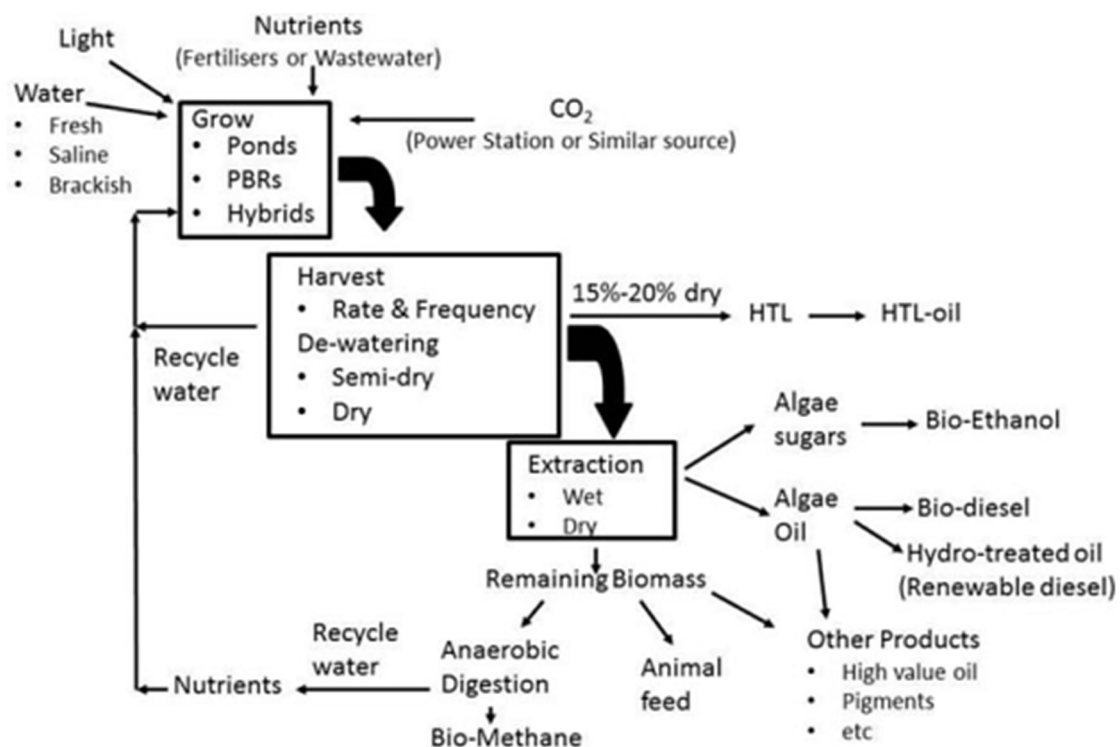 Light
Nutrients
(Fertilisers or Wastewater)
Water
• Fresh
• Saline
• Brackish
CO₂
(Power Station or Similar source)
Grow
• Ponds
• PBRs
• Hybrids
Harvest
• Rate & Frequency
De-watering
• Semi-dry
• Dry
15%-20% dry
HTL
HTL-oil
Recycle
water
Extraction
• Wet
• Dry
Algae
sugars
Bio-Ethanol
Algae
Oil
Bio-diesel
Hydro-treated oil
(Renewable diesel)
Remaining Biomass
Other Products
• High value oil
• Pigments
• etc
Animal
feed
Anaerobic
Digestion
Bio-Methane
Recycle
water
Nutrients